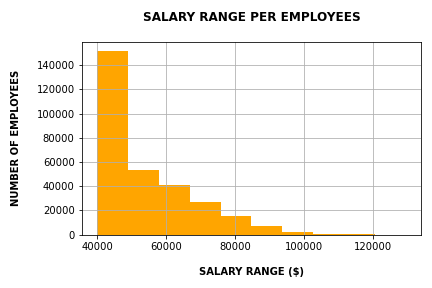 SALARY RANGE PER EMPLOYEES
140000
120000
100000
80000
60000
40000
20000
0
NUMBER OF EMPLOYEES
40000 60000 80000 100000 120000
SALARY RANGE ($)